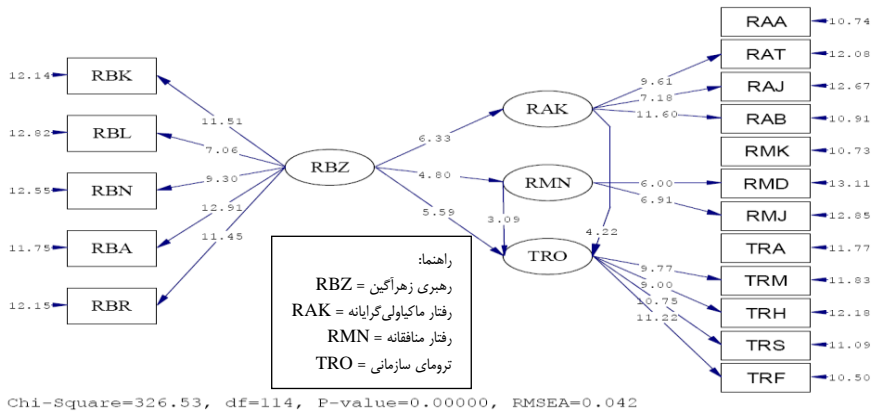 RAA
10.74
RAT
12.08
RAJ
12.67
RAB
10.91
RMK
10.73
RMD
13.11
RMJ
12.85
TRA
11.77
TRM
11.83
TRH
12.18
TRS
11.09
TRF
10.50
12.14
RBK
12.82
RBL
12.55
RBN
11.75
RBA
12.15
RBR
11.51
7.06
9.30
12.91
11.45
RBZ
6.33
4.80
5.59
RAK
RMN
TRO
3.09
4.22
9.61
7.18
11.60
6.00
6.91
9.77
9.00
10.75
11.22
راهنما:
رهبری زهرآگین = RBZ
رفتار ماکیاولی‌گرایانه = RAK
رفتار منافقانه = RMN
ترومای سازمانی = TRO
Chi-Square=326.53, df=114, P-value=0.00000, RMSEA=0.042